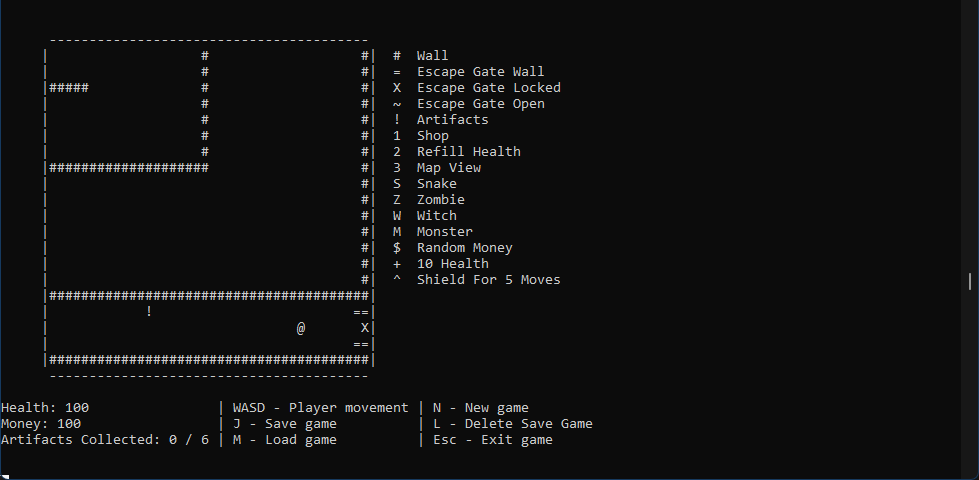 ----------------------------------------
|                   #                   #|  #  Wall
|                   #                   #|  =  Escape Gate Wall
|#####              #                   #|  X  Escape Gate Locked
|                   #                   #|  ~  Escape Gate Open
|                   #                   #|  !  Artifacts
|                   #                   #|  1  Shop
|                   #                   #|  2  Refill Health
|####################                   #|  3  Map View
|                                       #|  S  Snake
|                                       #|  Z  Zombie
|                                       #|  W  Witch
|                                       #|  M  Monster
|                                       #|  $  Random Money
|                                       #|  +  10 Health
|                                       #|  ^  Shield For 5 Moves
|########################################|
|            !                         ==|
|                               @       X|
|                                      ==|
|########################################|
----------------------------------------
Health: 100                | WASD - Player movement | N - New game
Money: 100                 | J - Save game          | L - Delete Save Game
Artifacts Collected: 0 / 6 | M - Load game          | Esc - Exit game